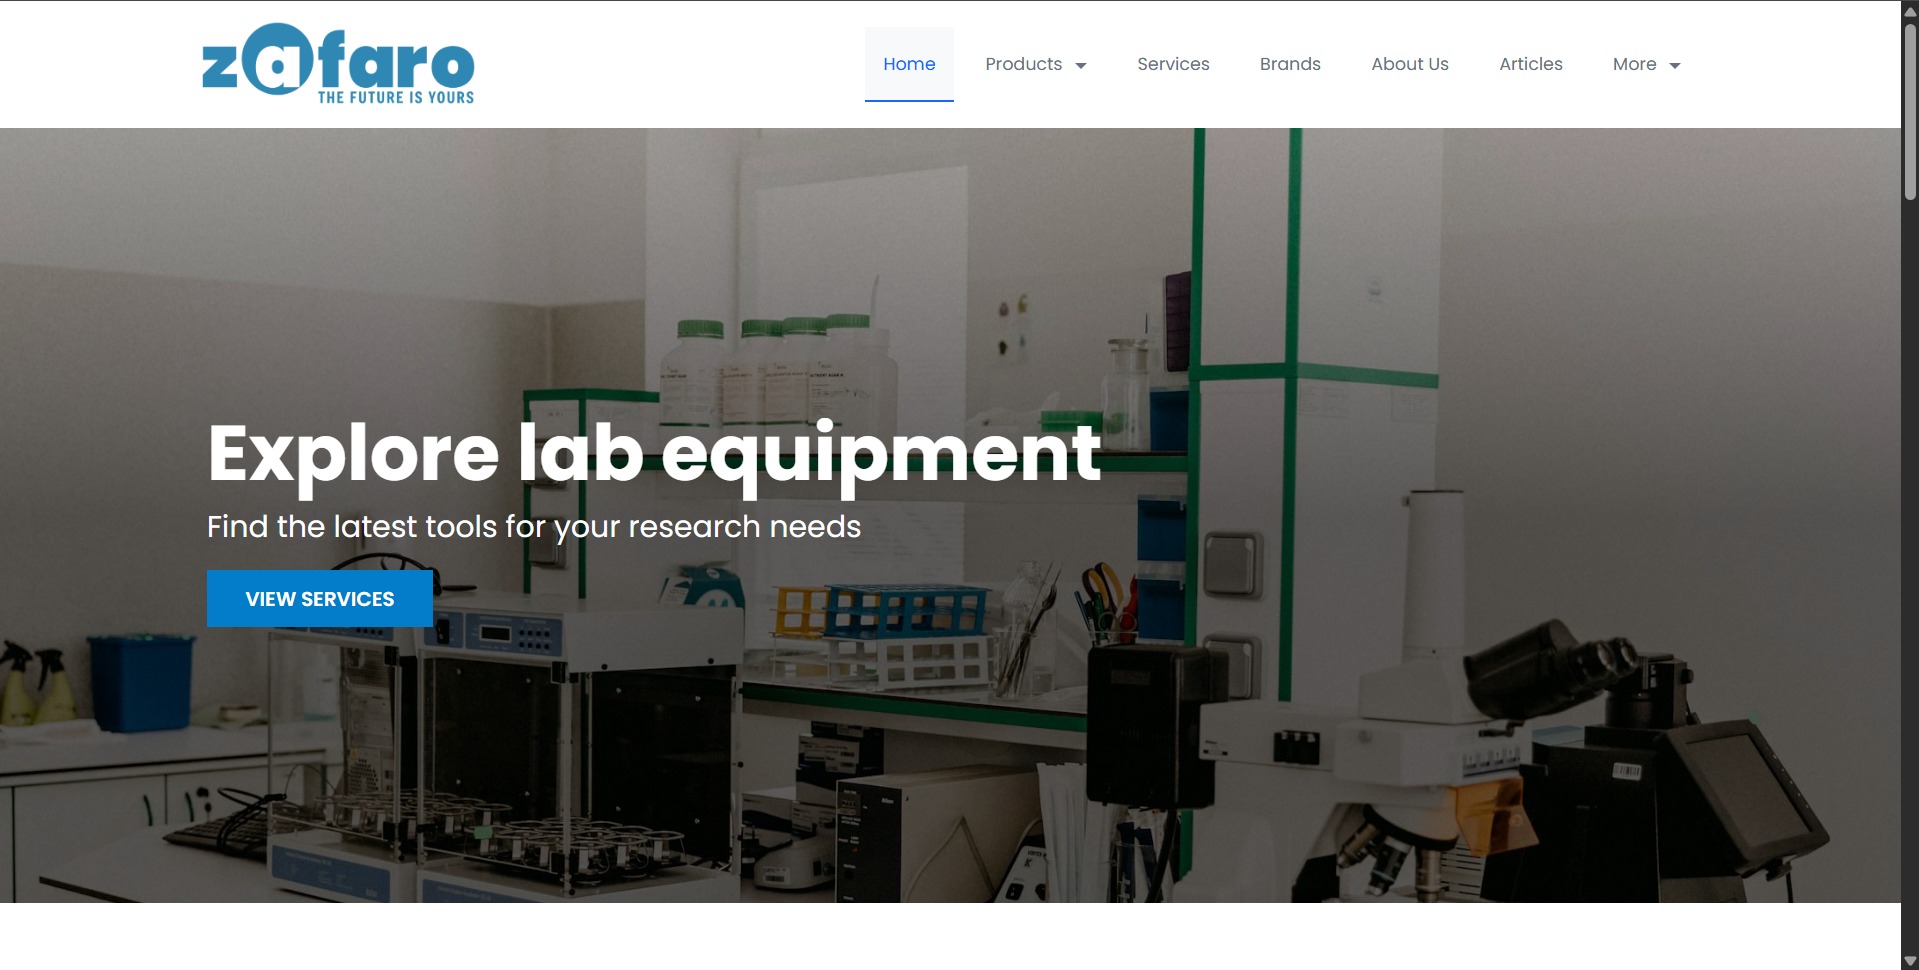 zafaro
THE FUTURE IS YOURS
Home
Products
Services
Brands
About Us
Articles
More
Explore lab equipment
Find the latest tools for your research needs
VIEW SERVICES